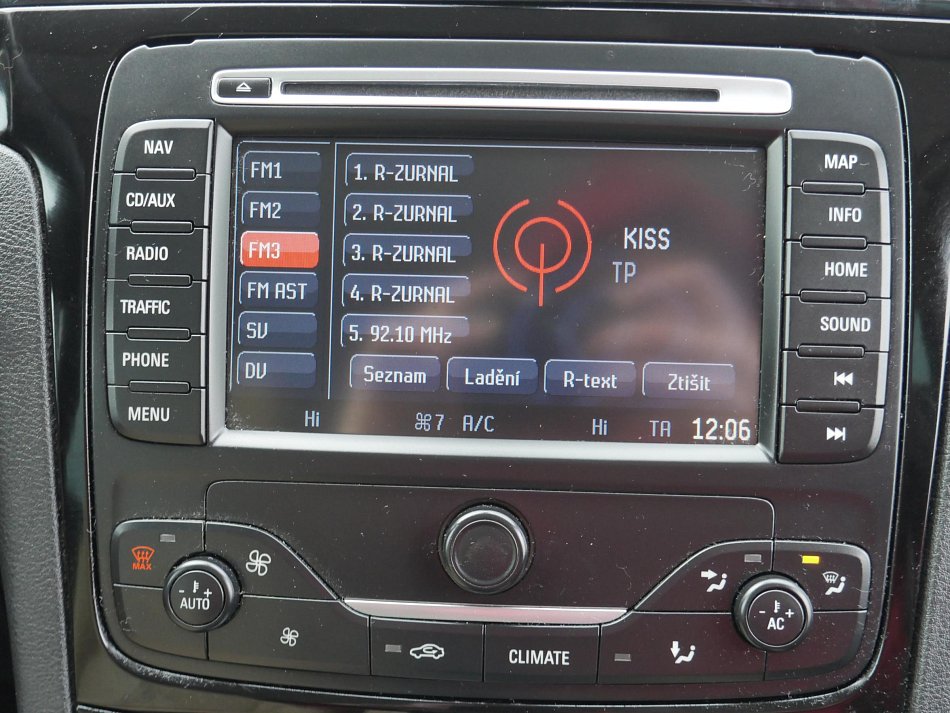 NAV
CD/AUX
RADIO
TRAFFIC
PHONE
MENU
FM1
FM2
FM3
FM AST
SV
DV
1. R-ZURNAL
2. R-ZURNAL
3. R-ZURNAL
4. R-ZURNAL
5. 92.10 MHz
KISS
TP
Seznam
Ladění
R-text
Ztišit
Hi
7 A/C
Hi
TA
12:06
MAP
INFO
HOME
SOUND
MAX
- +
AUTO
CLIMATE
- +
AC